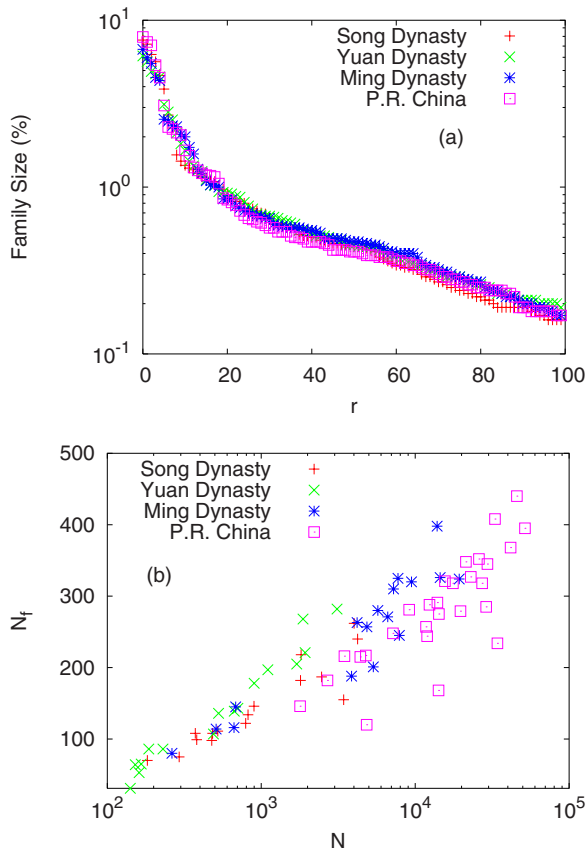 10^1
10^0
10^-1
Family Size (%)
Song Dynasty
Yuan Dynasty
Ming Dynasty
P.R. China
(a)
0 20 40 60 80 100
r
500
400
300
200
100
N_f
Song Dynasty
Yuan Dynasty
Ming Dynasty
P.R. China
(b)
10^2 10^3 10^4 10^5
N